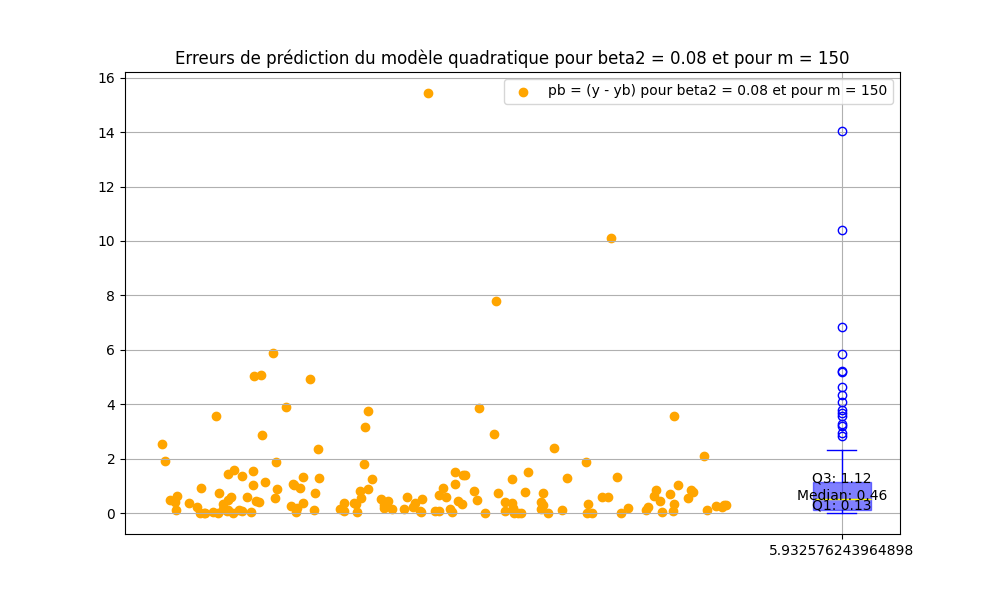 Erreurs de prédiction du modèle quadratique pour beta2 = 0.08 et pour m = 150
pb = (y - yb) pour beta2 = 0.08 et pour m = 150
16
14
12
10
8
6
4
2
0
Q3: 1.12
Median: 0.46
Q1: 0.13
5.932576243964898